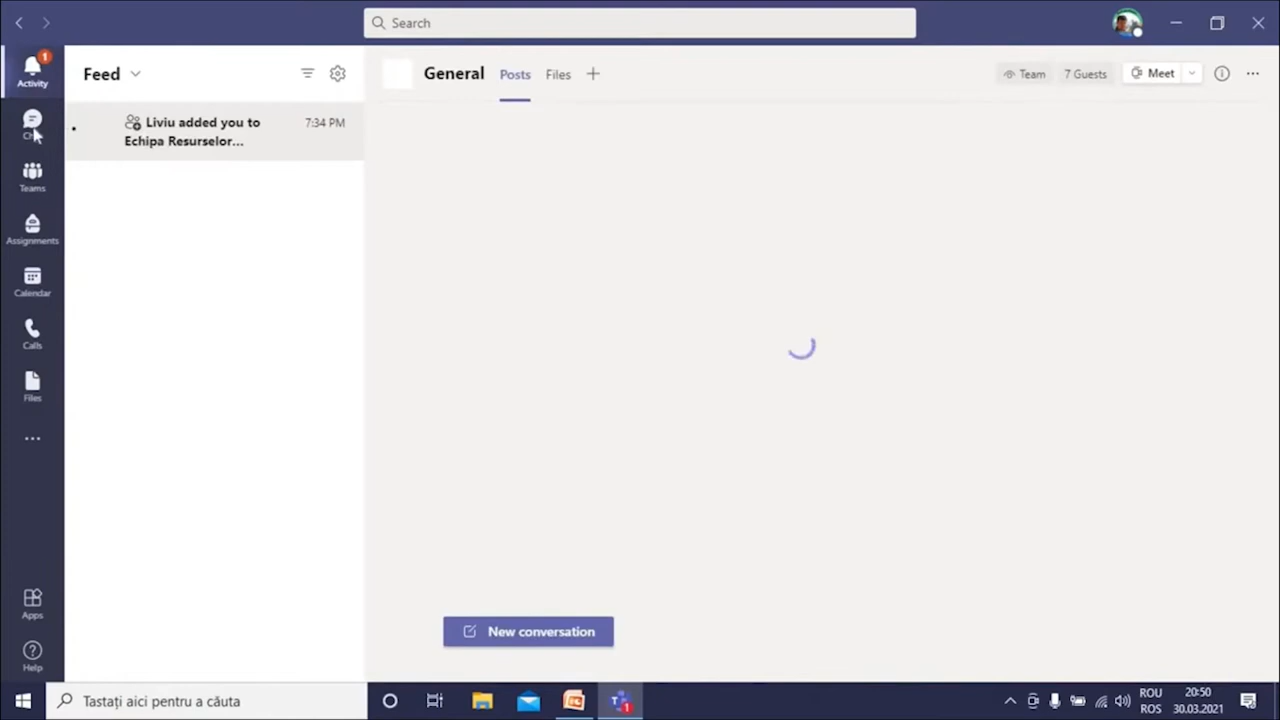 Search
1
Activity
Feed
General
Posts
Files
Team
7 Guests
Meet
Liviu added you to
Echipa Resurselor...
7:34 PM
Teams
Assignments
Calendar
Calls
Files
Apps
Help
New conversation
Tastați aici pentru a căuta
1
ROU
ROS
20:50
30.03.2021